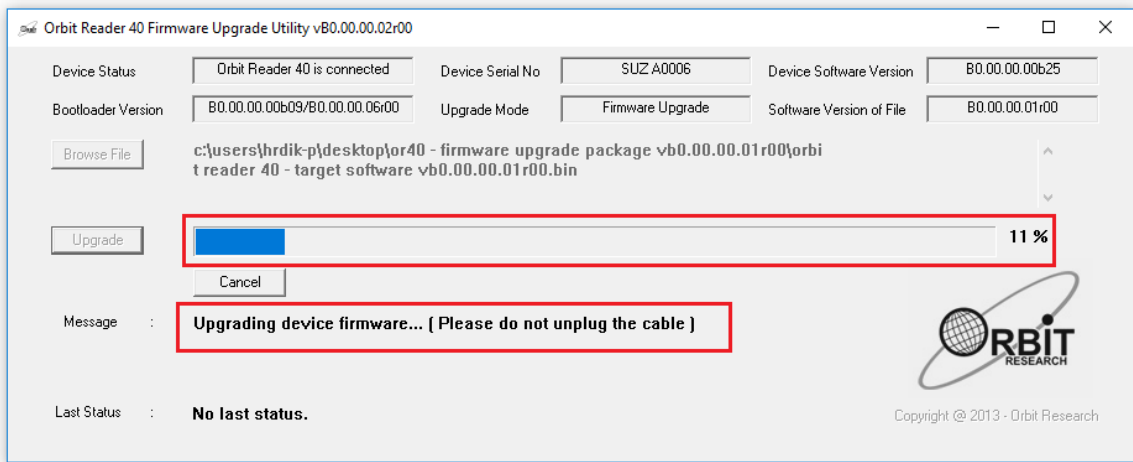 Orbit Reader 40 Firmware Upgrade Utility vB0.00.00.02r00
Device Status Orbit Reader 40 is connected Device Serial No SUZ A0006 Device Software Version B0.00.00.00b25
Bootloader Version B0.00.00.00b09/B0.00.00.06r00 Upgrade Mode Firmware Upgrade Software Version of File B0.00.00.01r00
Browse File c:\users\hrdik-p\desktop\or40 - firmware upgrade package vb0.00.00.01r00\orbi
t reader 40 - target software vb0.00.00.01r00.bin
Upgrade 11 %
Cancel
Message : Upgrading device firmware... ( Please do not unplug the cable )
ORBIT
RESEARCH
Last Status : No last status.
Copyright @ 2013 - Orbit Research